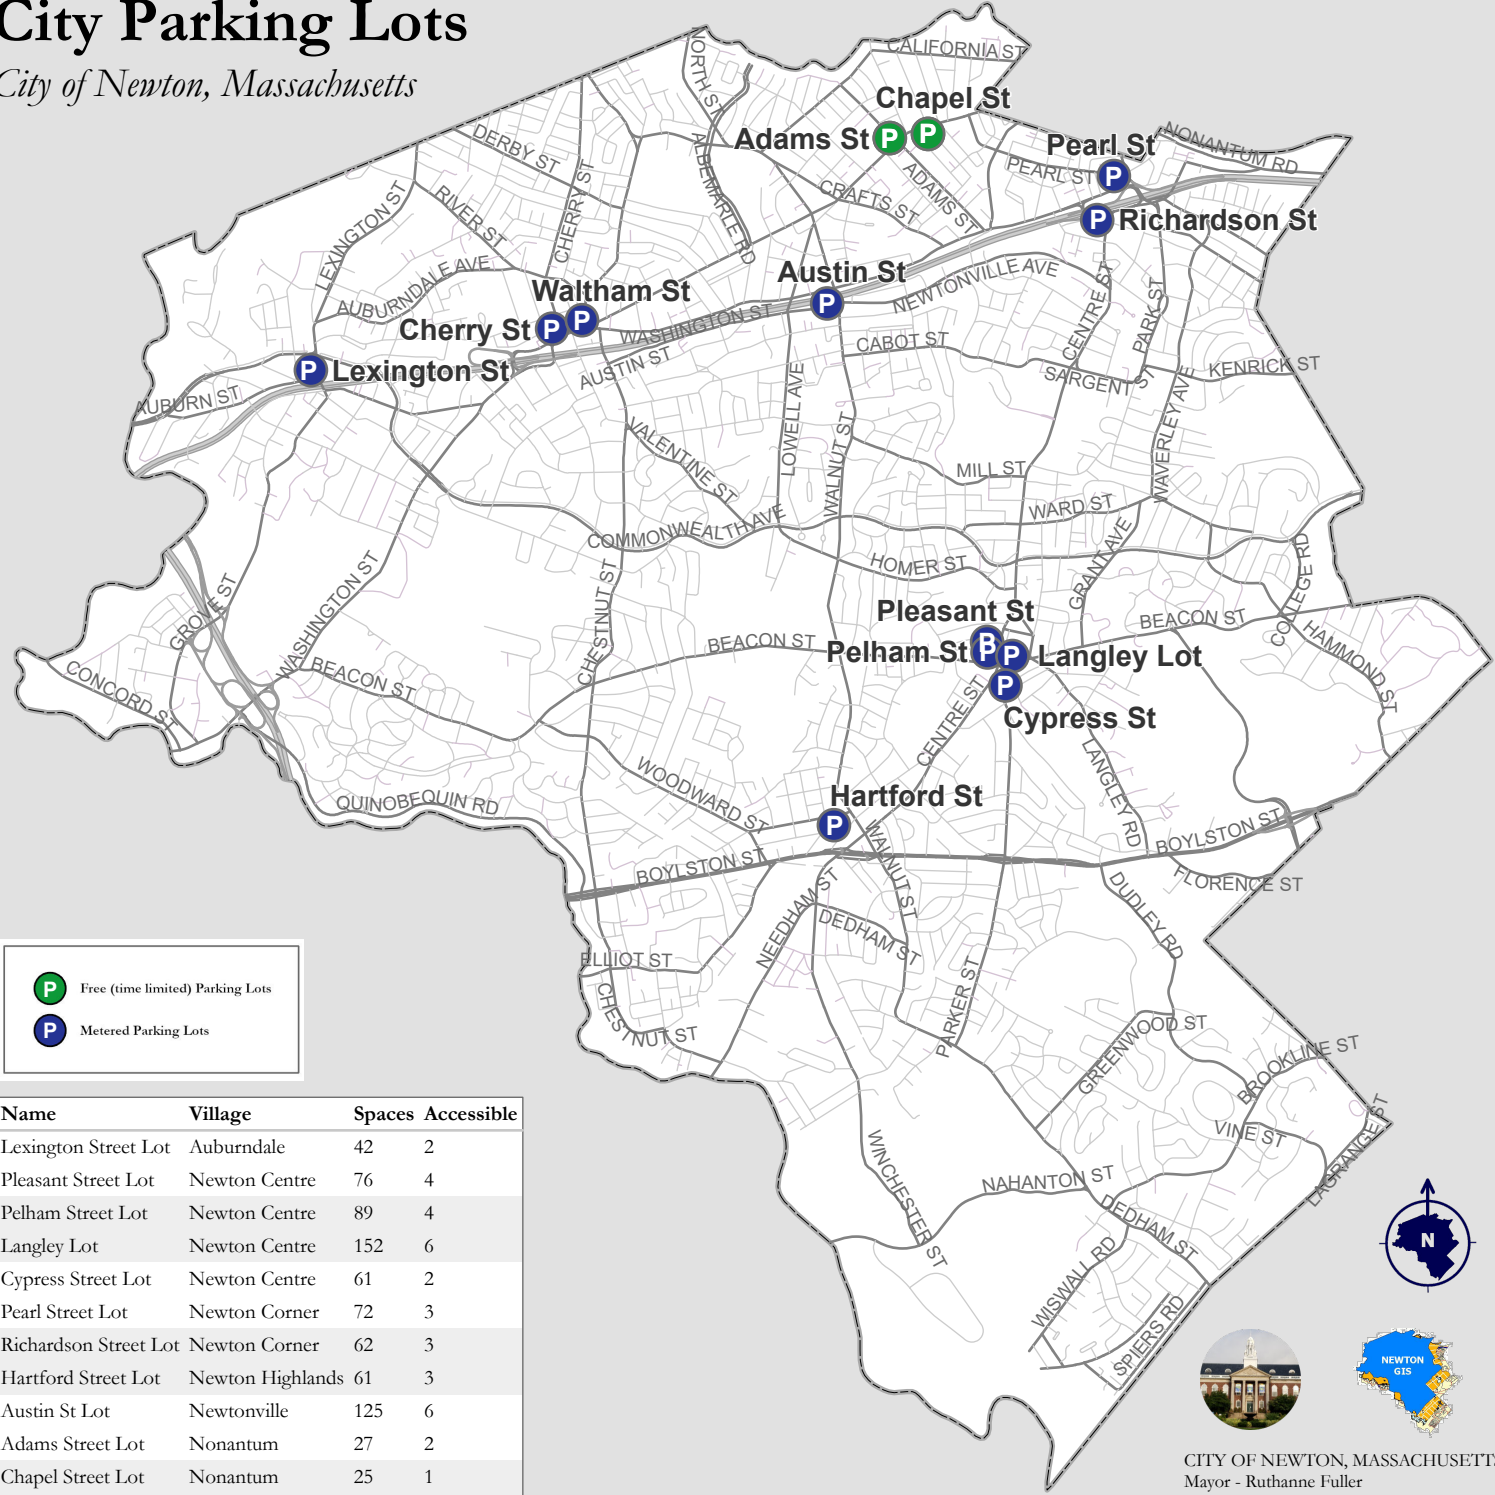 City Parking Lots
City of Newton, Massachusetts
CALIFORNIA ST
NORTH ST
Chapel St
Adams St
P
P
Pearl St
NONANTUM RD
DERBY ST
ALBEMARLE RD
CHERRY ST
PEARL ST
P
ADAMS ST
CRAFTS ST
LEXINGTON ST
RIVER ST
P
Richardson St
AUBURNDALE AVE
Austin St
P
NEWTONVILLE AVE
CENTRE ST
PARK ST
Waltham St
Cherry St
P
P
WASHINGTON ST
AUSTIN ST
CABOT ST
SARGENT ST
KENRICK ST
P
Lexington St
AUBURN ST
LOWELL AVE
WALNUT ST
WAVERLEY AVE
VALENTINE ST
MILL ST
WARD ST
COMMONWEALTH AVE
HOMER ST
GRANT AVE
COLLEGE RD
GROVE ST
WASHINGTON ST
CHESTNUT ST
Pleasant St
P
Pelham St
P
P
Langley Lot
BEACON ST
BEACON ST
HAMMOND ST
CONCORD ST
BEACON ST
P
Cypress St
CENTRE ST
LANGLEY RD
WOODWARD ST
QUINOBEQUIN RD
Hartford St
P
WALNUT ST
BOYLSTON ST
BOYLSTON ST
FLORENCE ST
NEEDHAM ST
DEDHAM ST
DUDLEY RD
ELLIOT ST
CHESTNUT ST
PARKER ST
GREENWOOD ST
BROOKLINE ST
VINE ST
LAGRANGE ST
WINCHESTER ST
NAHANTON ST
DEDHAM ST
WISWALL RD
SPIERS RD
P Free (time limited) Parking Lots
P Metered Parking Lots
Name Village Spaces Accessible
Lexington Street Lot Auburndale 42 2
Pleasant Street Lot Newton Centre 76 4
Pelham Street Lot Newton Centre 89 4
Langley Lot Newton Centre 152 6
Cypress Street Lot Newton Centre 61 2
Pearl Street Lot Newton Corner 72 3
Richardson Street Lot Newton Corner 62 3
Hartford Street Lot Newton Highlands 61 3
Austin St Lot Newtonville 125 6
Adams Street Lot Nonantum 27 2
Chapel Street Lot Nonantum 25 1
N
NEWTON
GIS
CITY OF NEWTON, MASSACHUSETTS
Mayor - Ruthanne Fuller